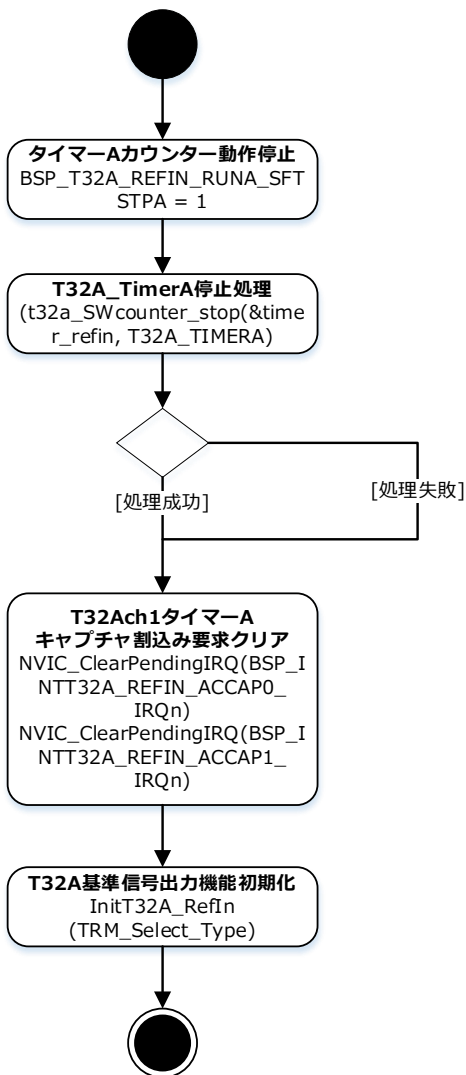 タイマーAカウンター動作停止
BSP_T32A_REFIN_RUNA_SFT
STPA = 1
T32A_TimerA停止処理
(t32a_SWcounter_stop(&time
r_refin, T32A_TIMERA)
[処理成功]
[処理失敗]
T32Ach1タイマーA
キャプチャ割込み要求クリア
NVIC_ClearPendingIRQ(BSP_I
NTT32A_REFIN_ACCAP0_
IRQn)
NVIC_ClearPendingIRQ(BSP_I
NTT32A_REFIN_ACCAP1_
IRQn)
T32A基準信号出力機能初期化
InitT32A_RefIn
(TRM_Select_Type)